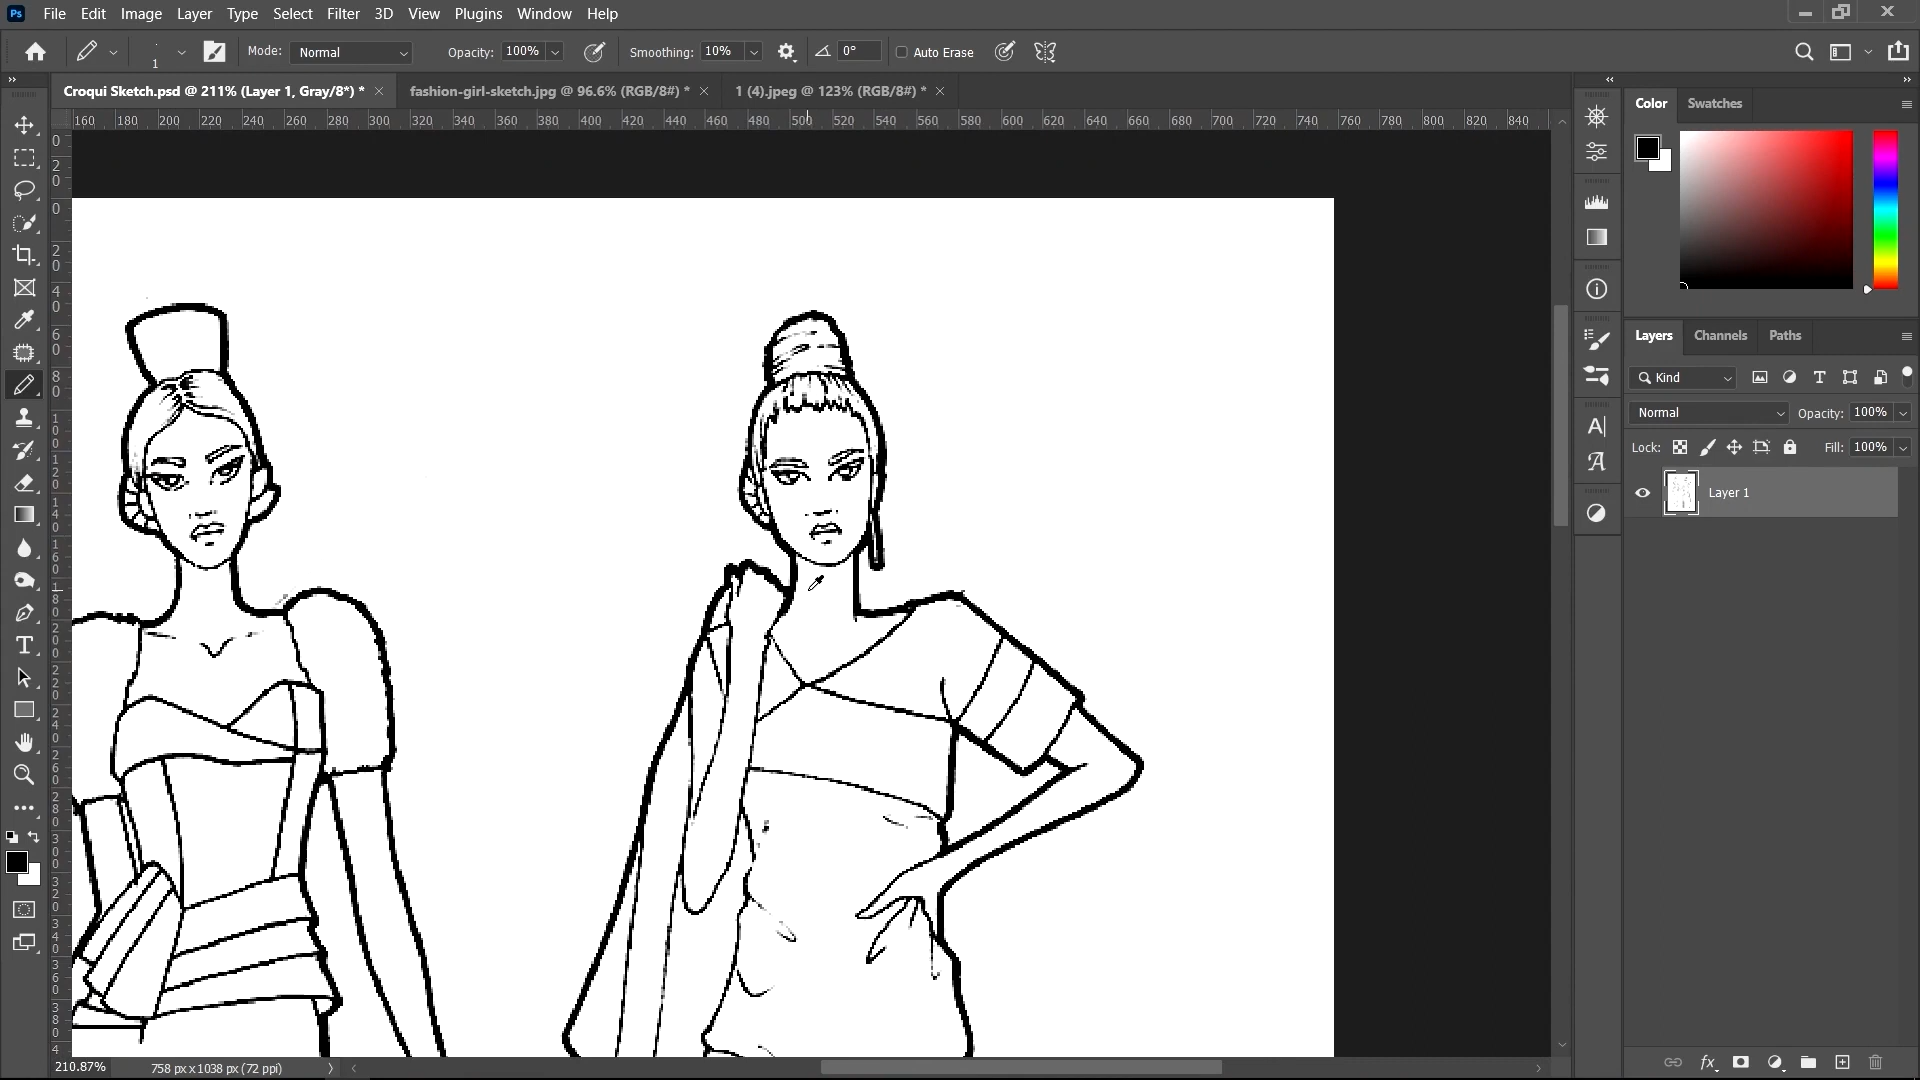 Ps File Edit Image Layer Type Select Filter 3D View Plugins Window Help
1 Mode: Normal Opacity: 100% Smoothing: 10% 0° Auto Erase
Croqui Sketch.psd @ 211% (Layer 1, Gray/8*) * × fashion-girl-sketch.jpg @ 96.6% (RGB/8#) * × 1 (4).jpeg @ 123% (RGB/8#) * ×
160 180 200 220 240 260 280 300 320 340 360 380 400 420 440 460 480 500 520 540 560 580 600 620 640 660 680 700 720 740 760 780 800 820 840
Color Swatches
Layers Channels Paths
Kind
Normal Opacity: 100%
Lock: Fill: 100%
Layer 1
210.87% 758 px x 1038 px (72 ppi)